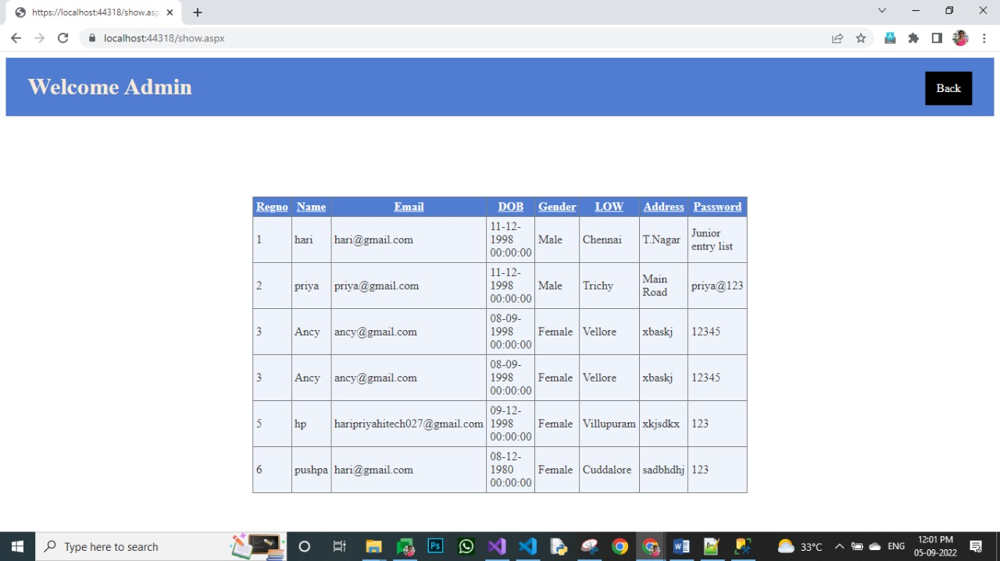 https://localhost:44318/show.asp
localhost:44318/show.aspx
Welcome Admin
Back
Regno Name Email DOB Gender LOW Address Password
1 hari hari@gmail.com 11-12-1998 00:00:00 Male Chennai T.Nagar Junior entry list
2 priya priya@gmail.com 11-12-1998 00:00:00 Male Trichy Main Road priya@123
3 Ancy ancy@gmail.com 08-09-1998 00:00:00 Female Vellore xbaskj 12345
3 Ancy ancy@gmail.com 08-09-1998 00:00:00 Female Vellore xbaskj 12345
5 hp haripriyahitech027@gmail.com 09-12-1998 00:00:00 Female Villupuram xkjsdkx 123
6 pushpa hari@gmail.com 08-12-1980 00:00:00 Female Cuddalore sadbhdhj 123
Type here to search
Ps
33°C
ENG
12:01 PM
05-09-2022